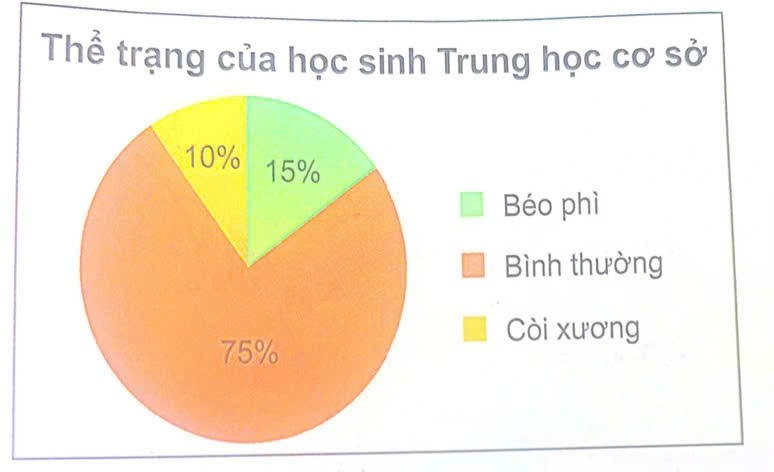 Thể trạng của học sinh Trung học cơ sở
10%
15%
75%
Béo phì
Bình thường
Còi xương